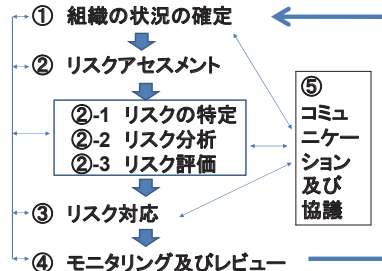 ① 組織の状況の確定
② リスクアセスメント
②-1 リスクの特定
②-2 リスク分析
②-3 リスク評価
③ リスク対応
④ モニタリング及びレビュー
⑤
コミュ
ニケー
ション
及び
協議